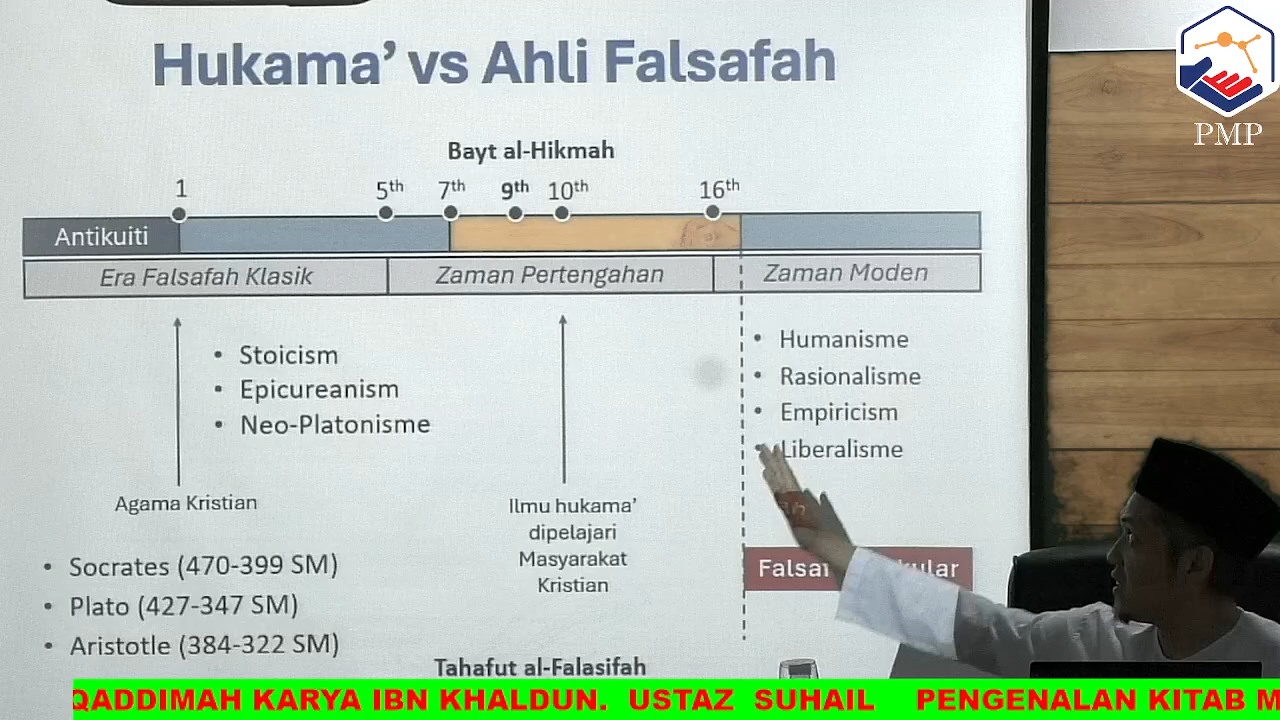 Hukama’ vs Ahli Falsafah
PMP
Bayt al-Hikmah
1 5th 7th 9th 10th 16th
Antikuiti
Era Falsafah Klasik Zaman Pertengahan Zaman Moden
• Stoicism
• Epicureanism
• Neo-Platonisme
• Humanisme
• Rasionalisme
• Empiricism
• Liberalisme
Agama Kristian
Ilmu hukama’
dipelajari
Masyarakat
Kristian
• Socrates (470-399 SM)
• Plato (427-347 SM)
• Aristotle (384-322 SM)
Tahafut al-Falasifah
QADDIMAH KARYA IBN KHALDUN. USTAZ SUHAIL PENGENALAN KITAB M